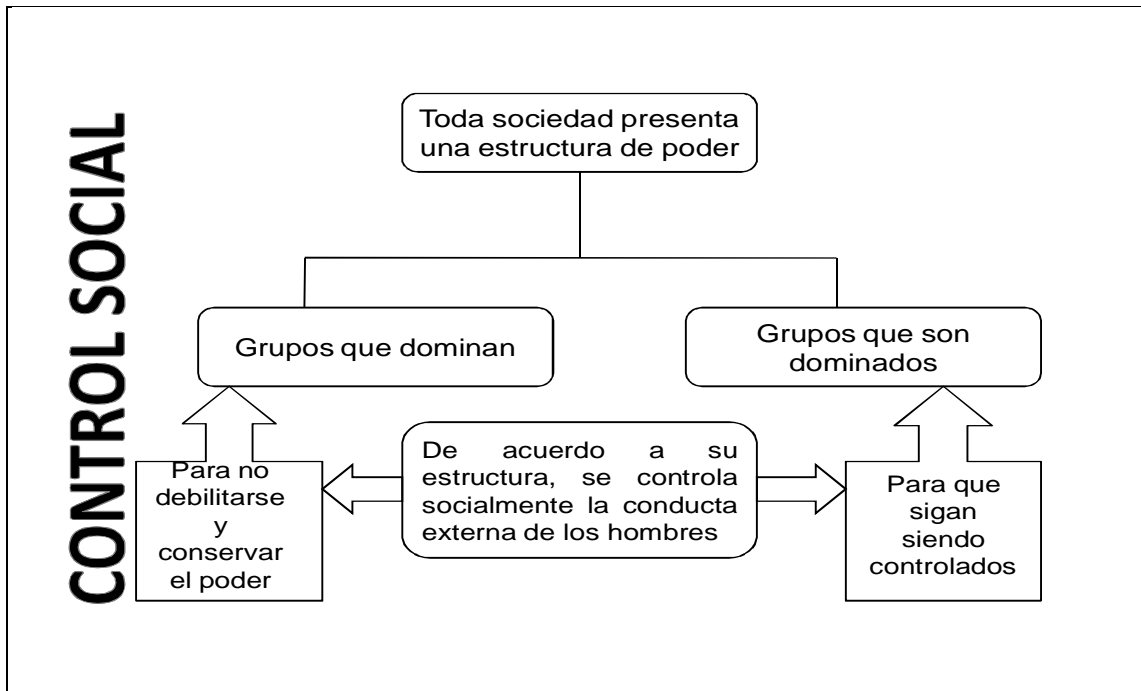 CONTROL SOCIAL
Toda sociedad presenta
una estructura de poder
Grupos que dominan
Grupos que son
dominados
Para no
debilitarse
y
conservar
el poder
De acuerdo a su
estructura, se controla
socialmente la conducta
externa de los hombres
Para que
sigan
siendo
controlados